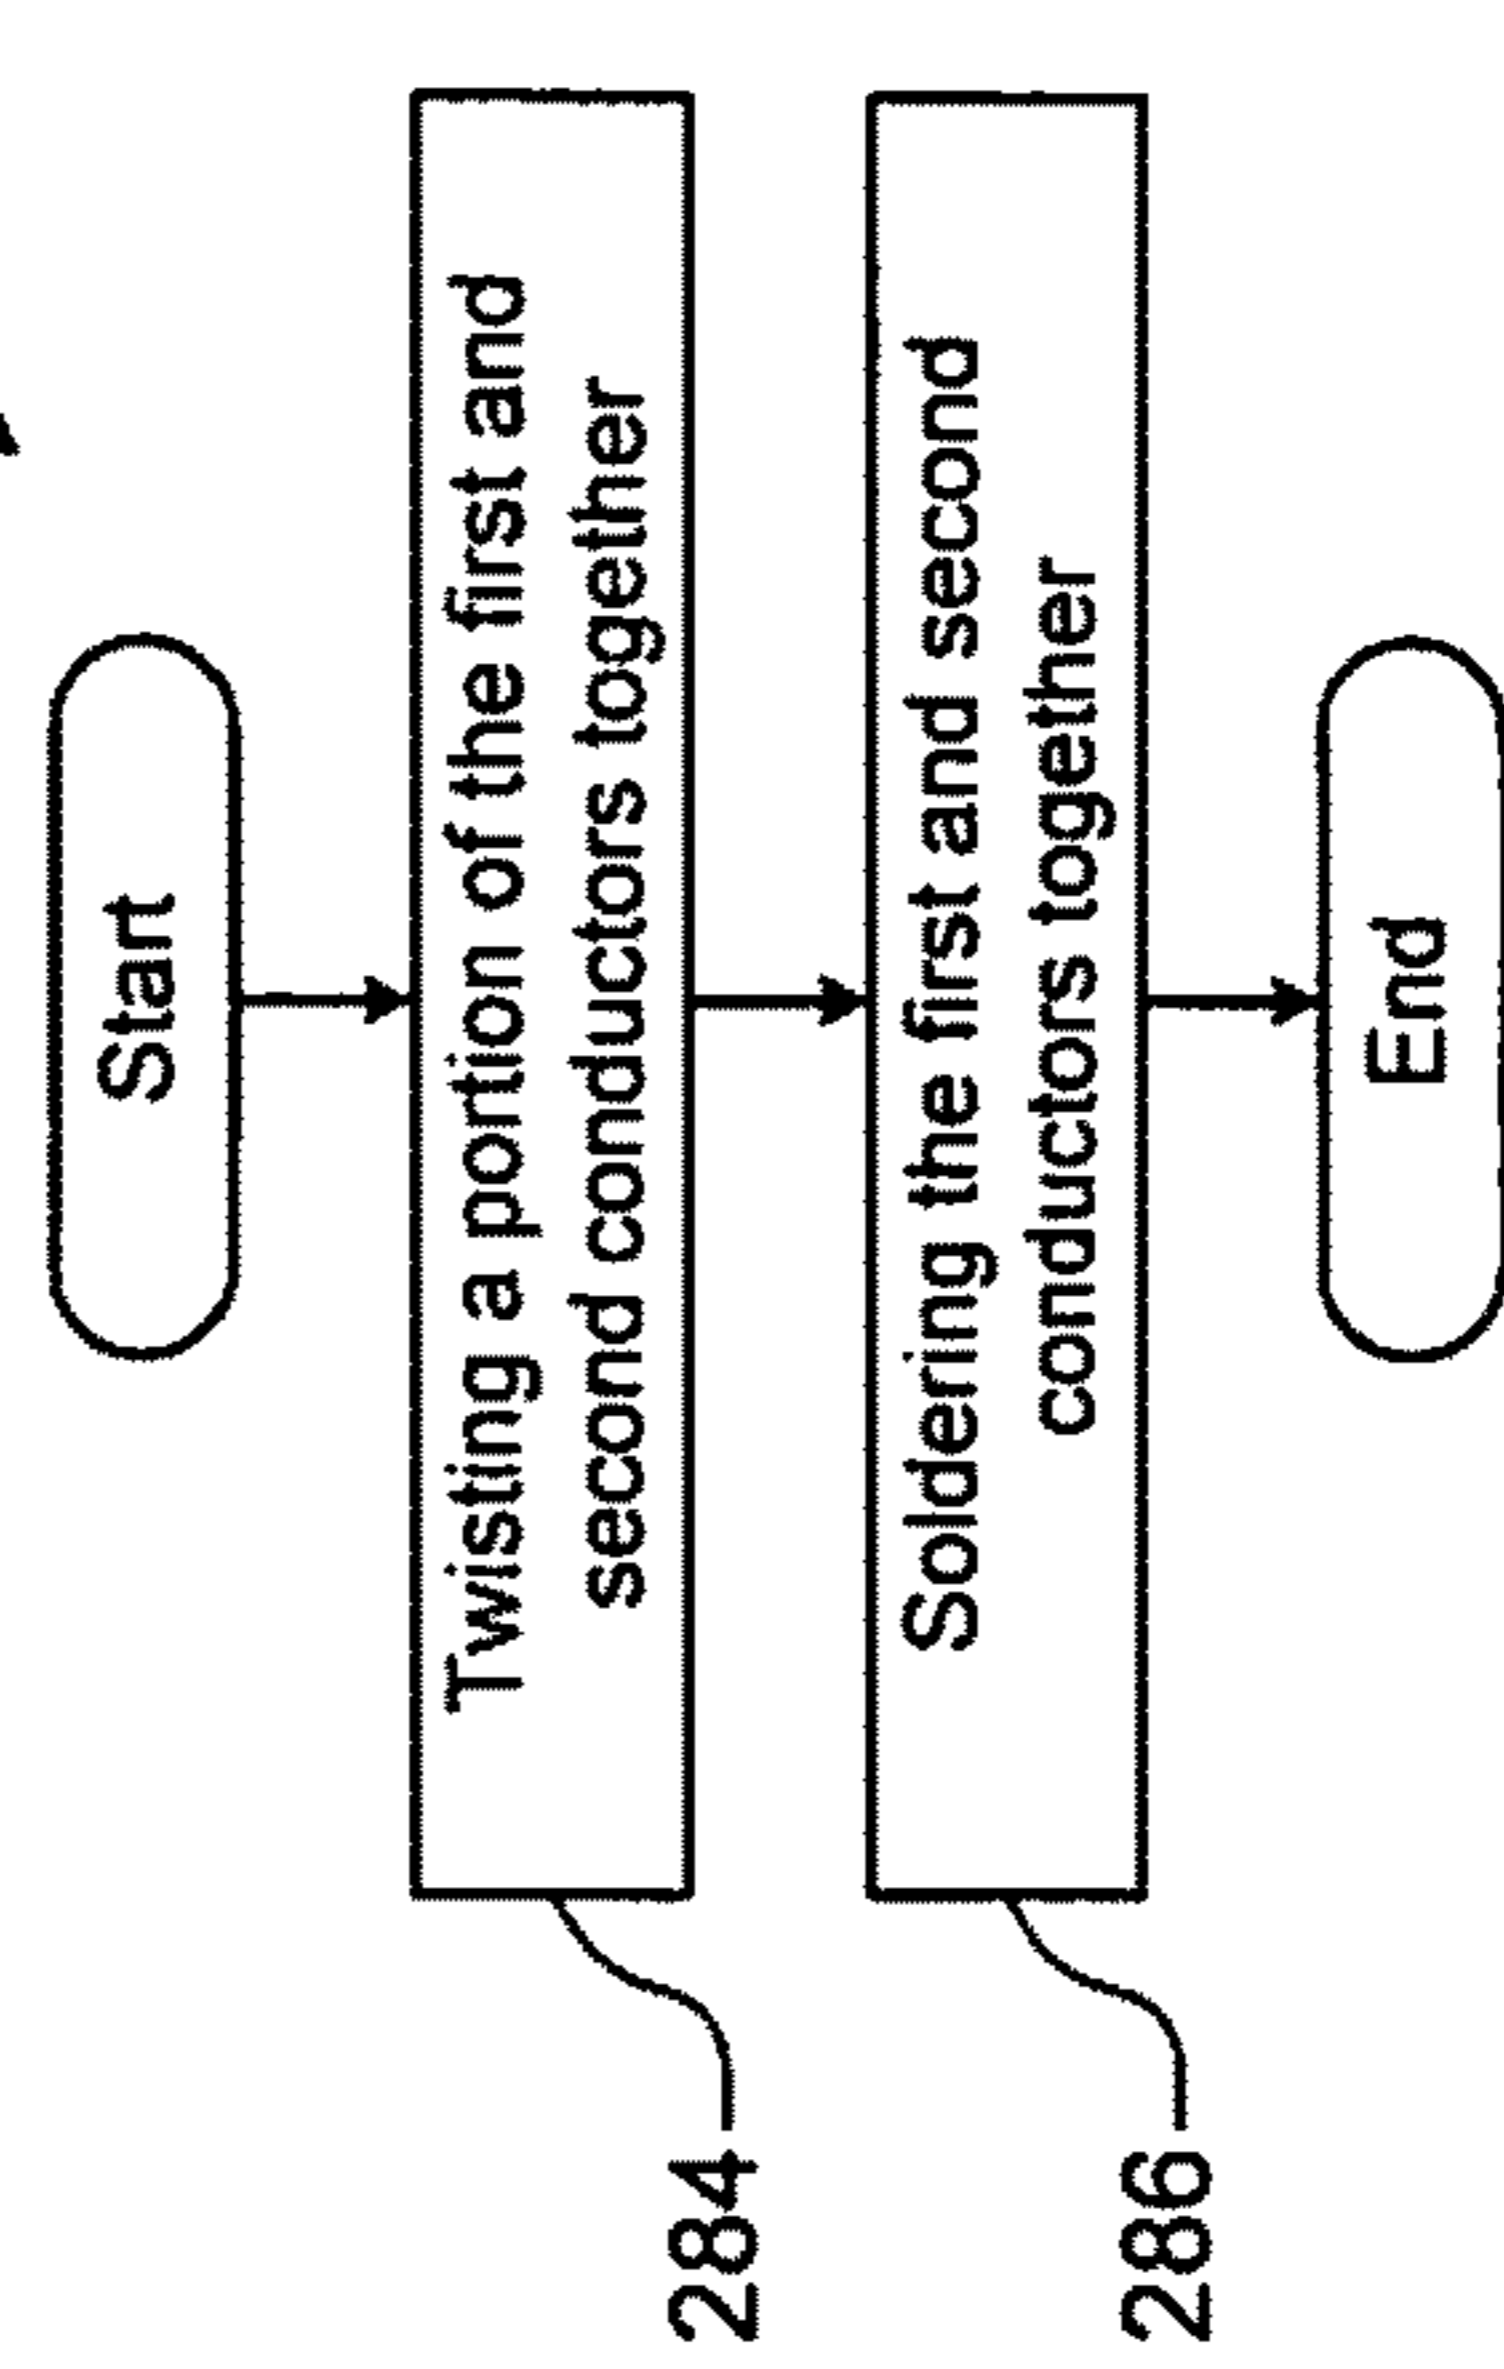 Start
Twisting a portion of the first and
second conductors together
284
Soldering the first and second
conductors together
286
End